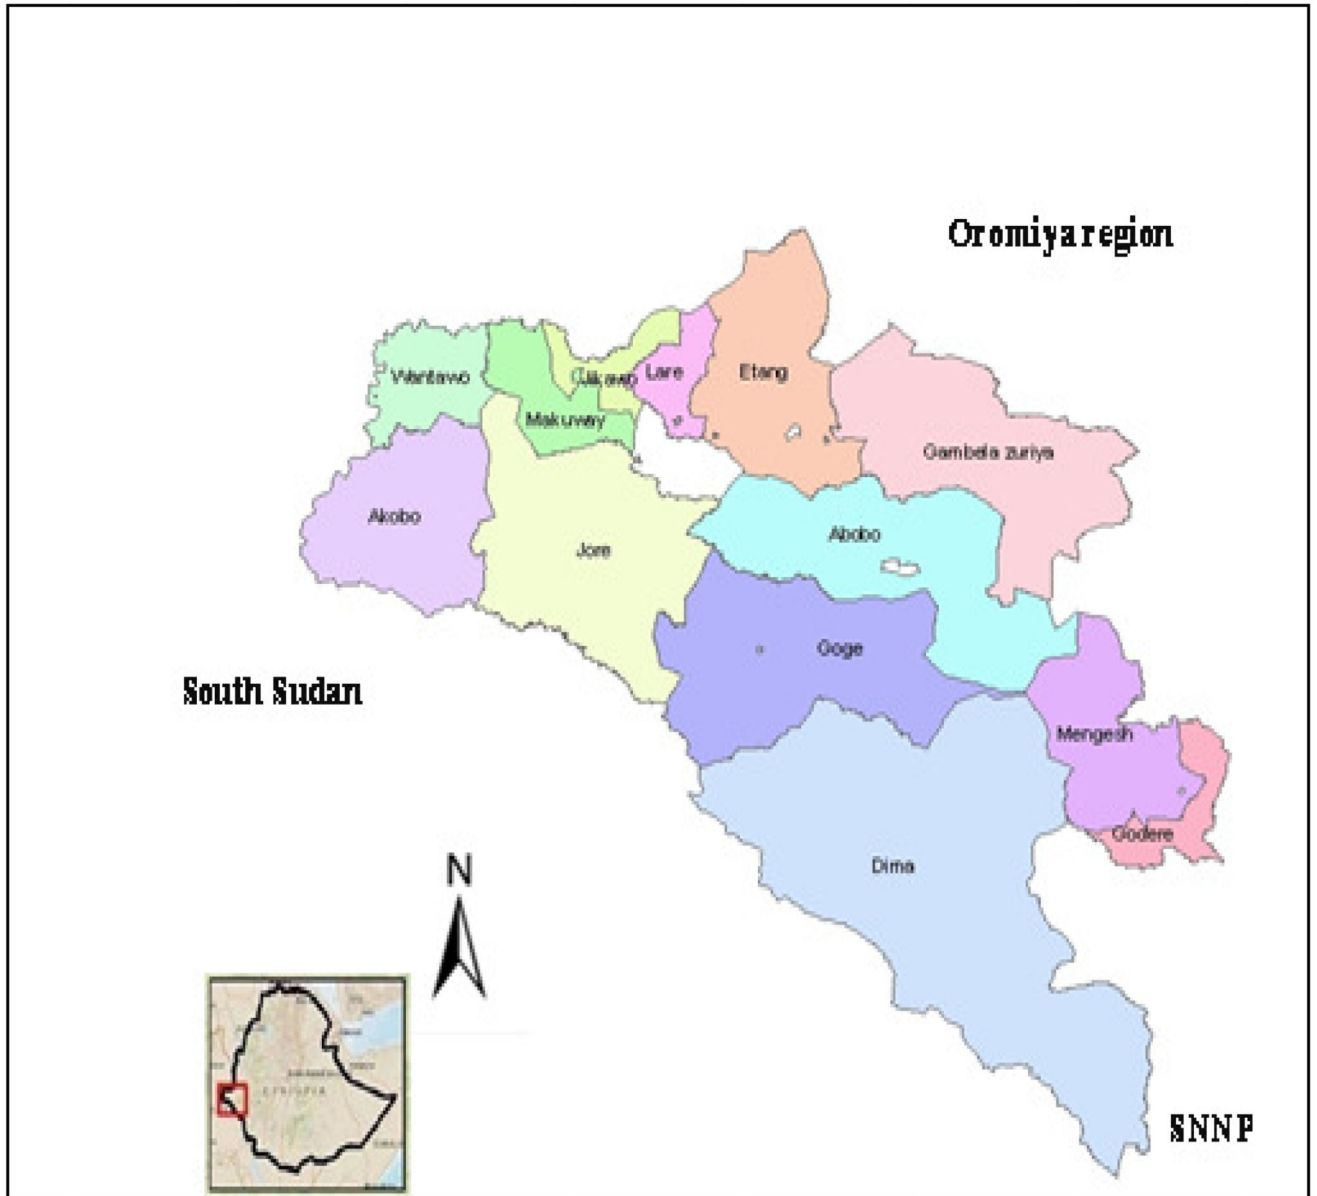 Oromiya region
Wantawo
Jikawo
Lare
Etang
Makuway
Gambela zuriya
Akobo
Jore
Abobo
Goge
South Sudan
Mengesh
Godere
Dima
N
ETHIOPIA
SNNP